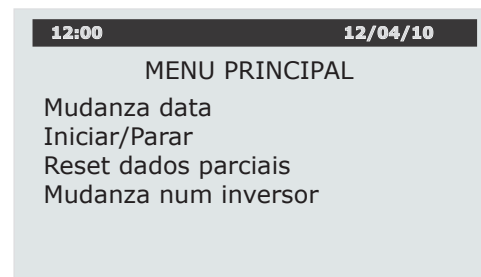 12:00 12/04/10
MENU PRINCIPAL
Mudanza data
Iniciar/Parar
Reset dados parciais
Mudanza num inversor